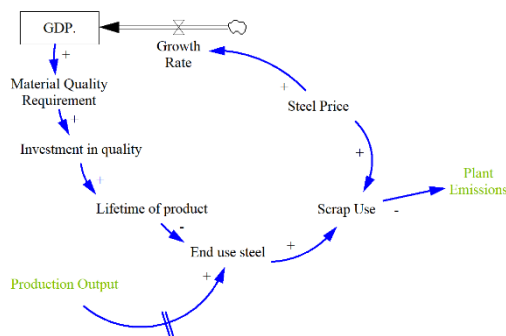 GDP.
Growth
Rate
+
Material Quality
Requirement
+
Steel Price
+
+
Investment in quality
+
Plant
Emissions
+
Lifetime of product
Scrap Use
-
-
End use steel
+
+
Production Output